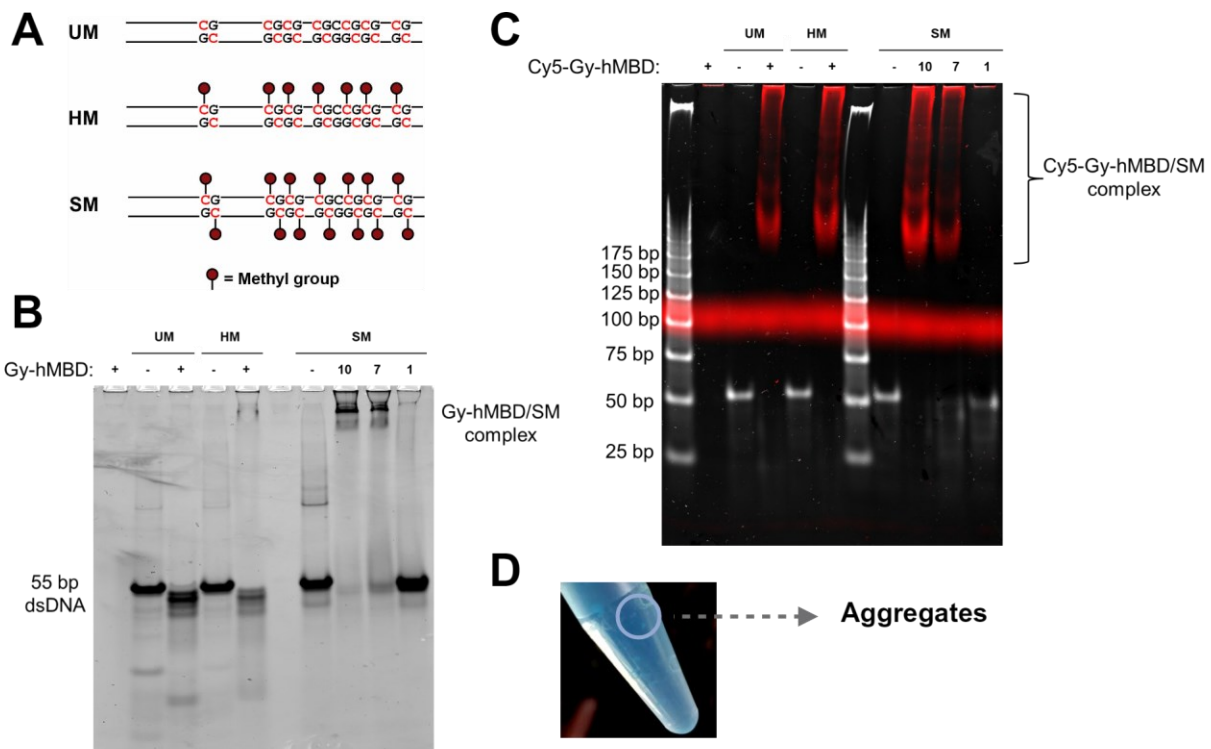 A
UM
CG CGCG CGCCGCG CG
GC GCGC GCGGCGC GC
HM
CG CGCG CGCCGCG CG
GC GCGC GCGGCGC GC
SM
CG CGCG CGCCGCG CG
GC GCGC GCGGCGC GC
= Methyl group
B
UM HM SM
Gy-hMBD: + - + - + - 10 7 1
Gy-hMBD/SM
complex
55 bp
dsDNA
C
UM HM SM
Cy5-Gy-hMBD: + - + - + - 10 7 1
Cy5-Gy-hMBD/SM
complex
175 bp
150 bp
125 bp
100 bp
75 bp
50 bp
25 bp
D
Aggregates